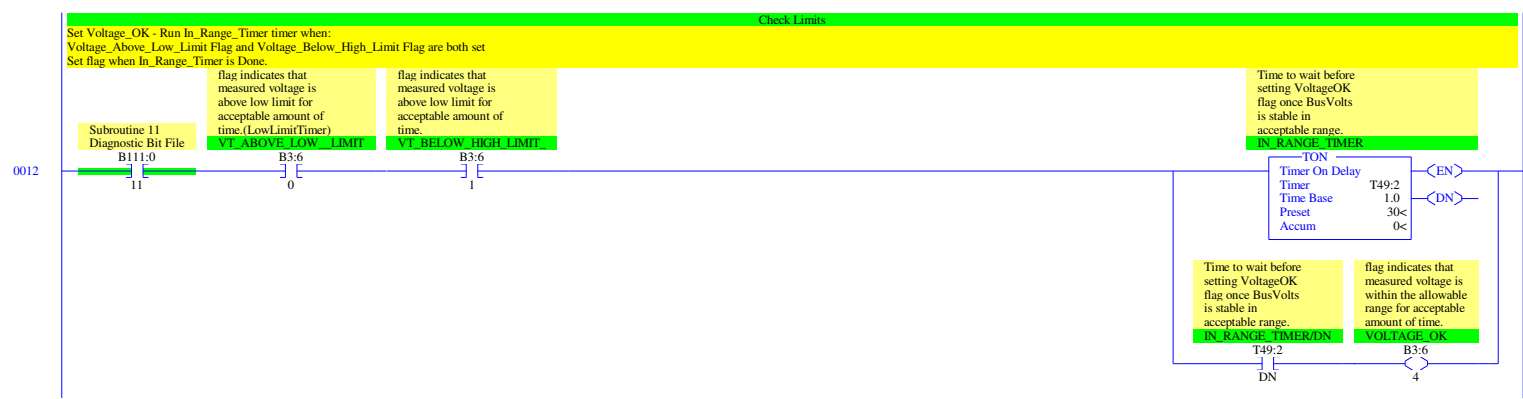 Check Limits
Set Voltage_OK - Run In_Range_Timer timer when:
Voltage_Above_Low_Limit Flag and Voltage_Below_High_Limit Flag are both set
Set flag when In_Range_Timer is Done.
Subroutine 11
Diagnostic Bit File
B111:0
11
flag indicates that
measured voltage is
above low limit for
acceptable amount of
time.(LowLimitTimer)
VT_ABOVE_LOW__LIMIT
B3:6
0
flag indicates that
measured voltage is
above low limit for
acceptable amount of
time.
VT_BELOW_HIGH_LIMIT_
B3:6
1
Time to wait before
setting VoltageOK
flag once BusVolts
is stable in
acceptable range.
IN_RANGE_TIMER
0012
TON
Timer On Delay
Timer T49:2
Time Base 1.0
Preset 30<
Accum 0<
EN
DN
Time to wait before
setting VoltageOK
flag once BusVolts
is stable in
acceptable range.
IN_RANGE_TIMER/DN
T49:2
DN
flag indicates that
measured voltage is
within the allowable
range for acceptable
amount of time.
VOLTAGE_OK
B3:6
4